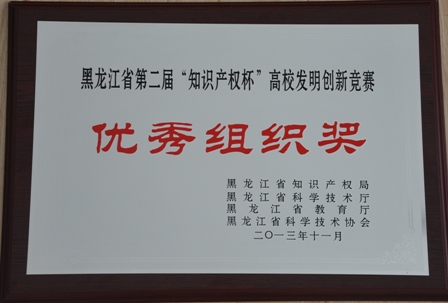 黑龙江省第二届“知识产权杯”高校发明创新竞赛
优秀组织奖
黑龙江省知识产权局
黑龙江省科学技术厅
黑龙江省教育厅
黑龙江省科学技术协会
二〇一三年十一月